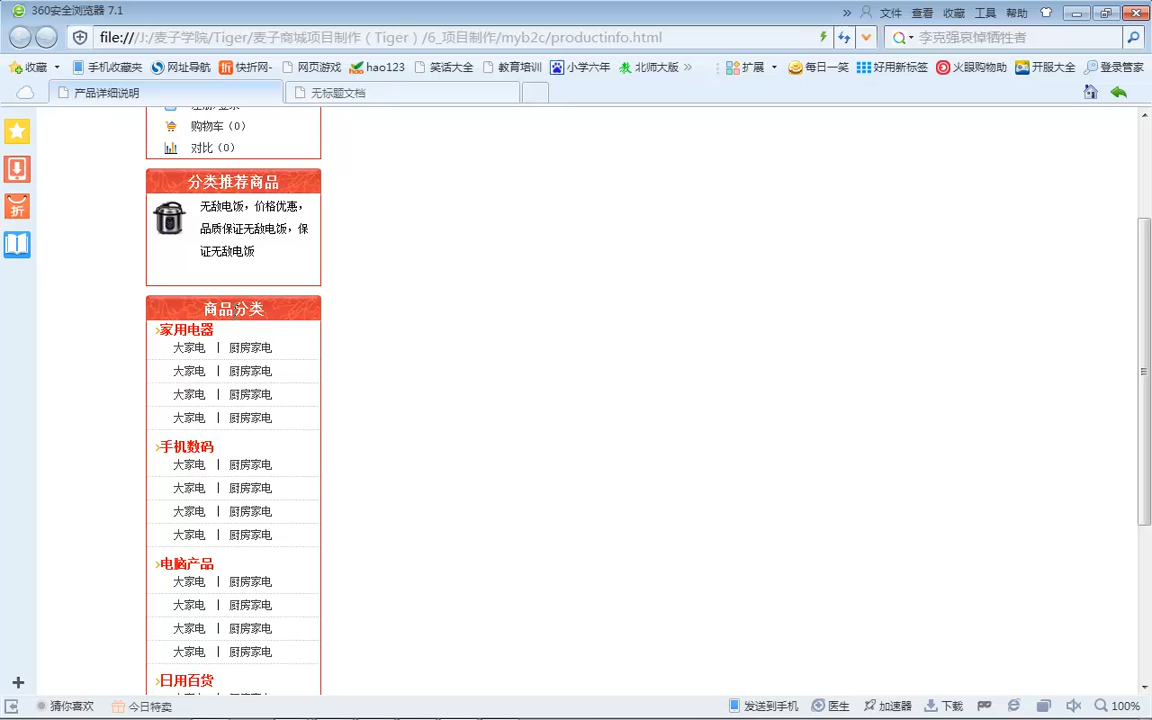 360安全浏览器 7.1
» 文件 查看 收藏 工具 帮助
file:///J:/麦子学院/Tiger/麦子商城项目制作（Tiger）/6_项目制作/myb2c/productinfo.html
李克强哀悼牺牲者
收藏 手机收藏夹 网址导航 快折网- 网页游戏 hao123 笑话大全 教育培训 小学六年 北师大版 » 扩展 每日一笑 好用新标签 火眼购物助 开服大全 登录管家
产品详细说明 无标题文档
购物车（0）
对比（0）
折
分类推荐商品
无敌电饭，价格优惠，
品质保证无敌电饭，保
证无敌电饭
商品分类
家用电器
大家电 | 厨房家电
大家电 | 厨房家电
大家电 | 厨房家电
大家电 | 厨房家电
手机数码
大家电 | 厨房家电
大家电 | 厨房家电
大家电 | 厨房家电
大家电 | 厨房家电
电脑产品
大家电 | 厨房家电
大家电 | 厨房家电
大家电 | 厨房家电
大家电 | 厨房家电
日用百货
猜你喜欢 今日特卖 发送到手机 医生 加速器 下载 100%